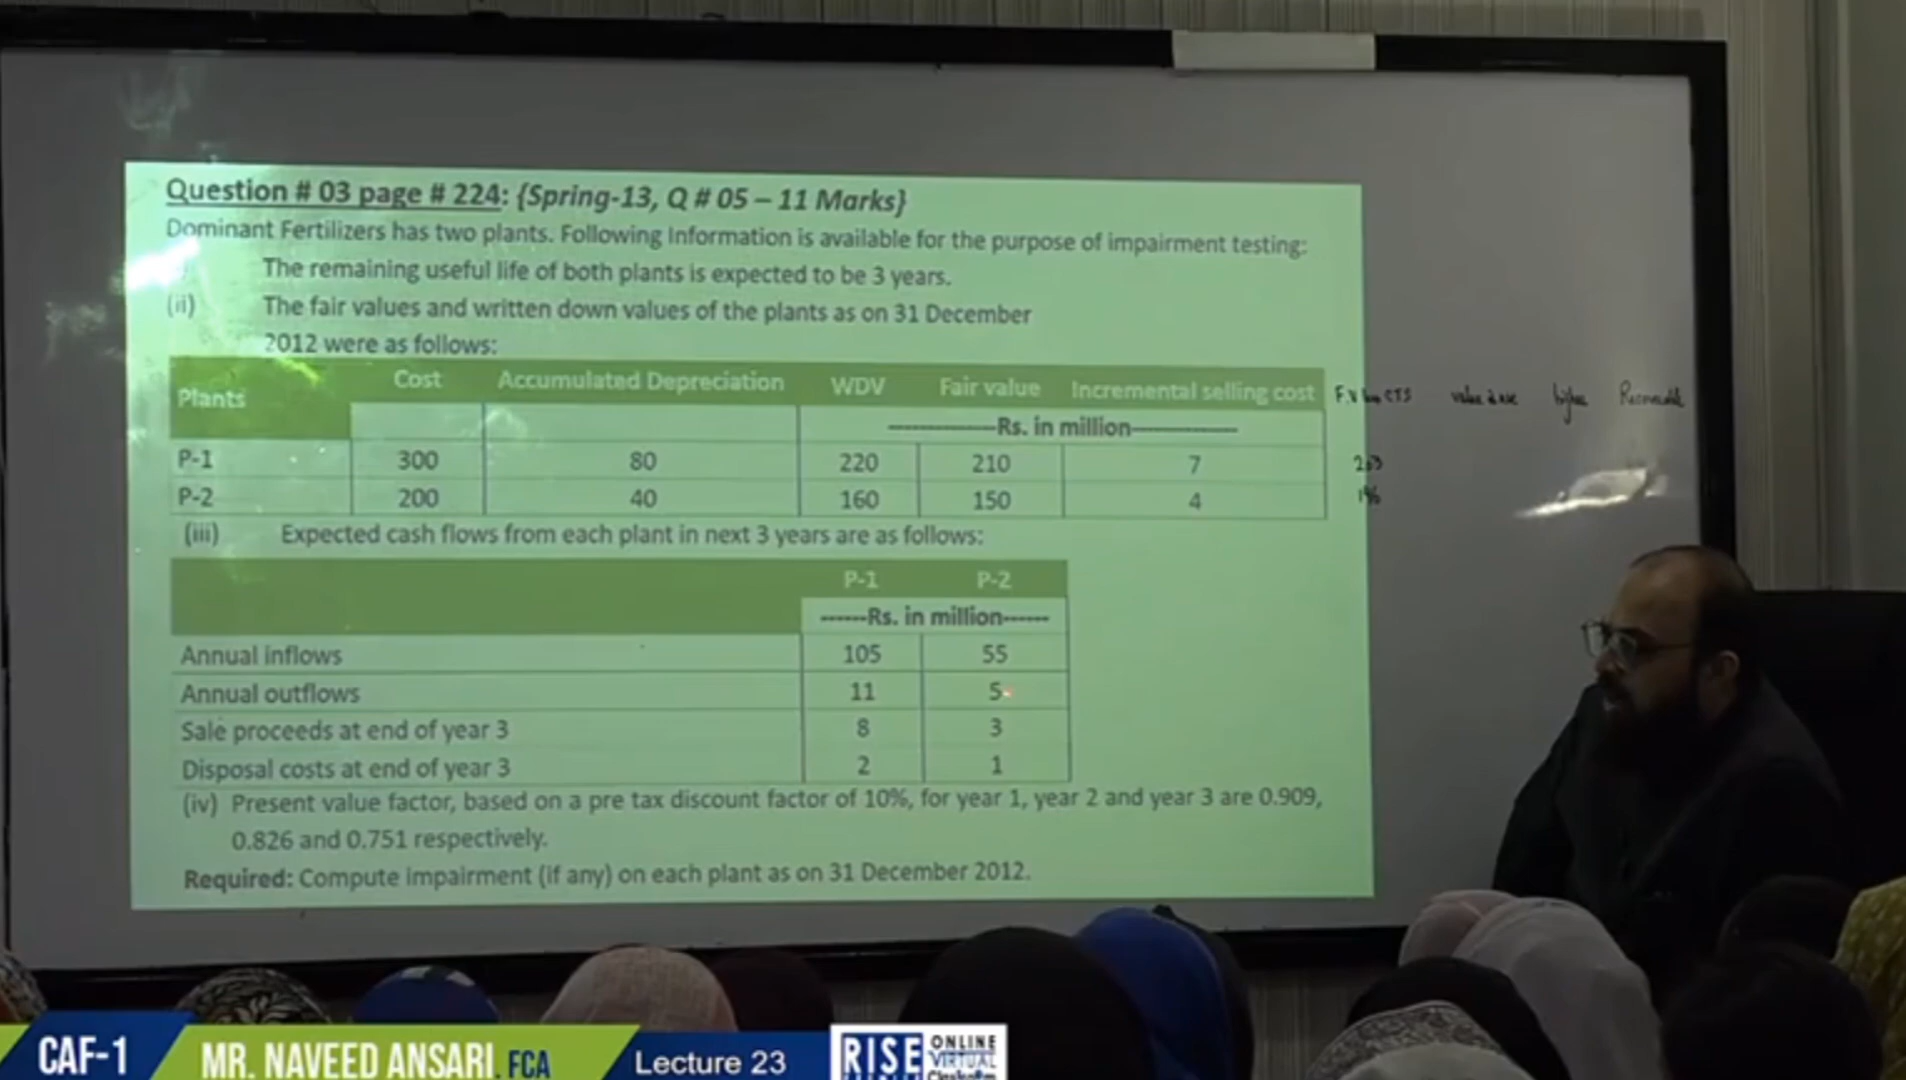 Question # 03 page # 224: {Spring-13, Q # 05 – 11 Marks}
Dominant Fertilizers has two plants. Following Information is available for the purpose of impairment testing:
The remaining useful life of both plants is expected to be 3 years.
(ii) The fair values and written down values of the plants as on 31 December
2012 were as follows:
Plants Cost Accumulated Depreciation WDV Fair value Incremental selling cost F.V less CTS value in use higher Recoverable
---------------Rs. in million---------------
P-1 300 80 220 210 7 203
P-2 200 40 160 150 4 146
(iii) Expected cash flows from each plant in next 3 years are as follows:
P-1 P-2
------Rs. in million------
Annual inflows 105 55
Annual outflows 11 5
Sale proceeds at end of year 3 8 3
Disposal costs at end of year 3 2 1
(iv) Present value factor, based on a pre tax discount factor of 10%, for year 1, year 2 and year 3 are 0.909,
0.826 and 0.751 respectively.
Required: Compute impairment (if any) on each plant as on 31 December 2012.
CAF-1 MR. NAVEED ANSARI, FCA Lecture 23 RISE ONLINE
VIRTUAL